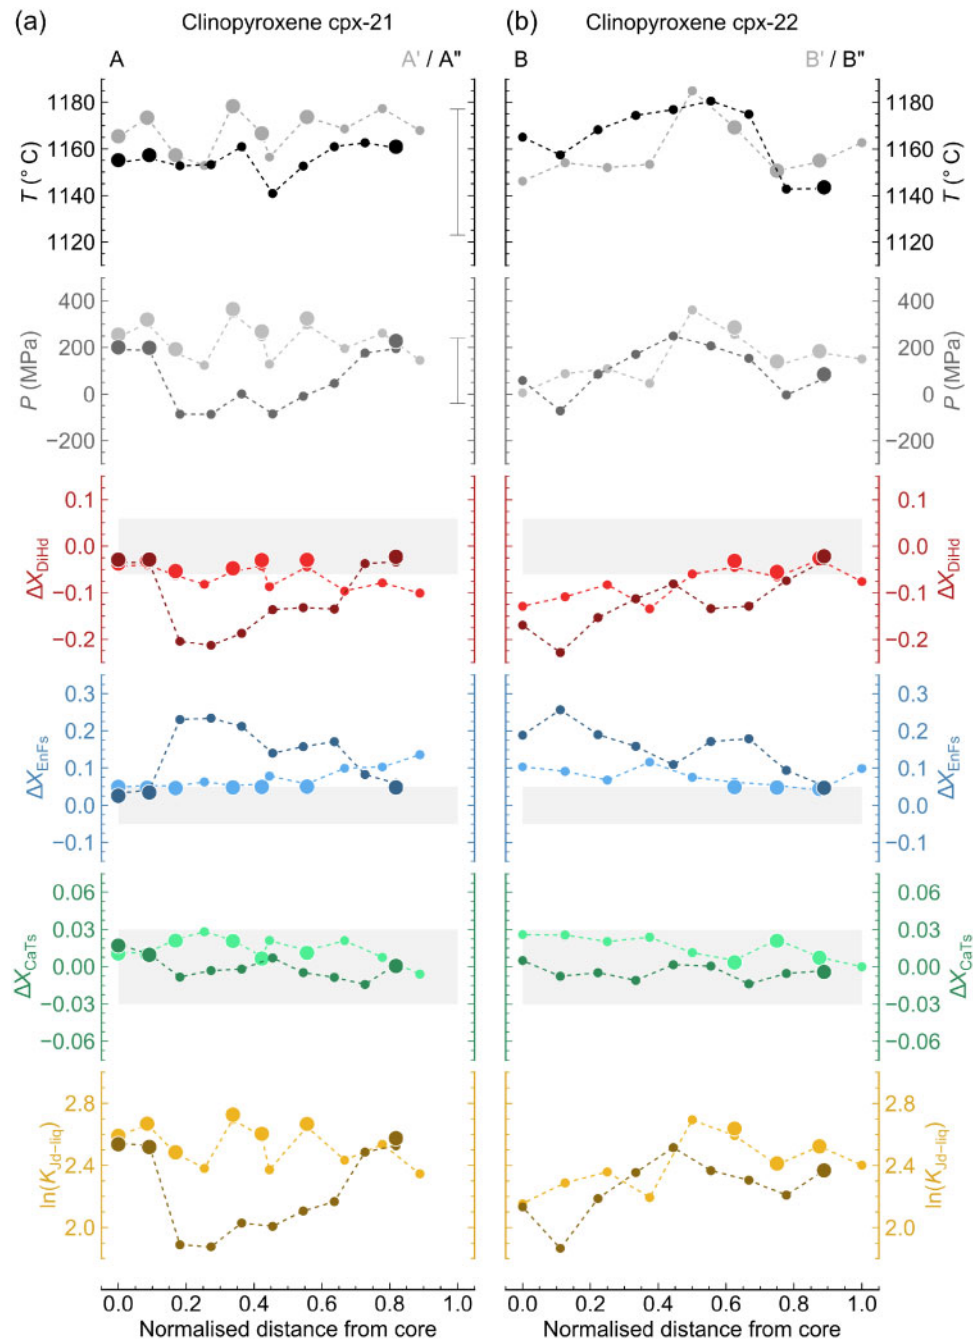 (a) Clinopyroxene cpx-21 (b) Clinopyroxene cpx-22
A A' / A" B B' / B"
1180 1180
1160 1160
T (° C) T (° C)
1140 1140
1120 1120
400 400
200 200
P (MPa) P (MPa)
0 0
−200 −200
0.1 0.1
0.0 0.0
ΔX_DiHd ΔX_DiHd
−0.1 −0.1
−0.2 −0.2
0.3 0.3
0.2 0.2
ΔX_EnFs ΔX_EnFs
0.1 0.1
0.0 0.0
−0.1 −0.1
0.06 0.06
0.03 0.03
ΔX_CaTs ΔX_CaTs
0.00 0.00
−0.03 −0.03
−0.06 −0.06
2.8 2.8
ln(K_Jd−liq) ln(K_Jd−liq)
2.4 2.4
2.0 2.0
0.0 0.2 0.4 0.6 0.8 1.0 0.0 0.2 0.4 0.6 0.8 1.0
Normalised distance from core Normalised distance from core